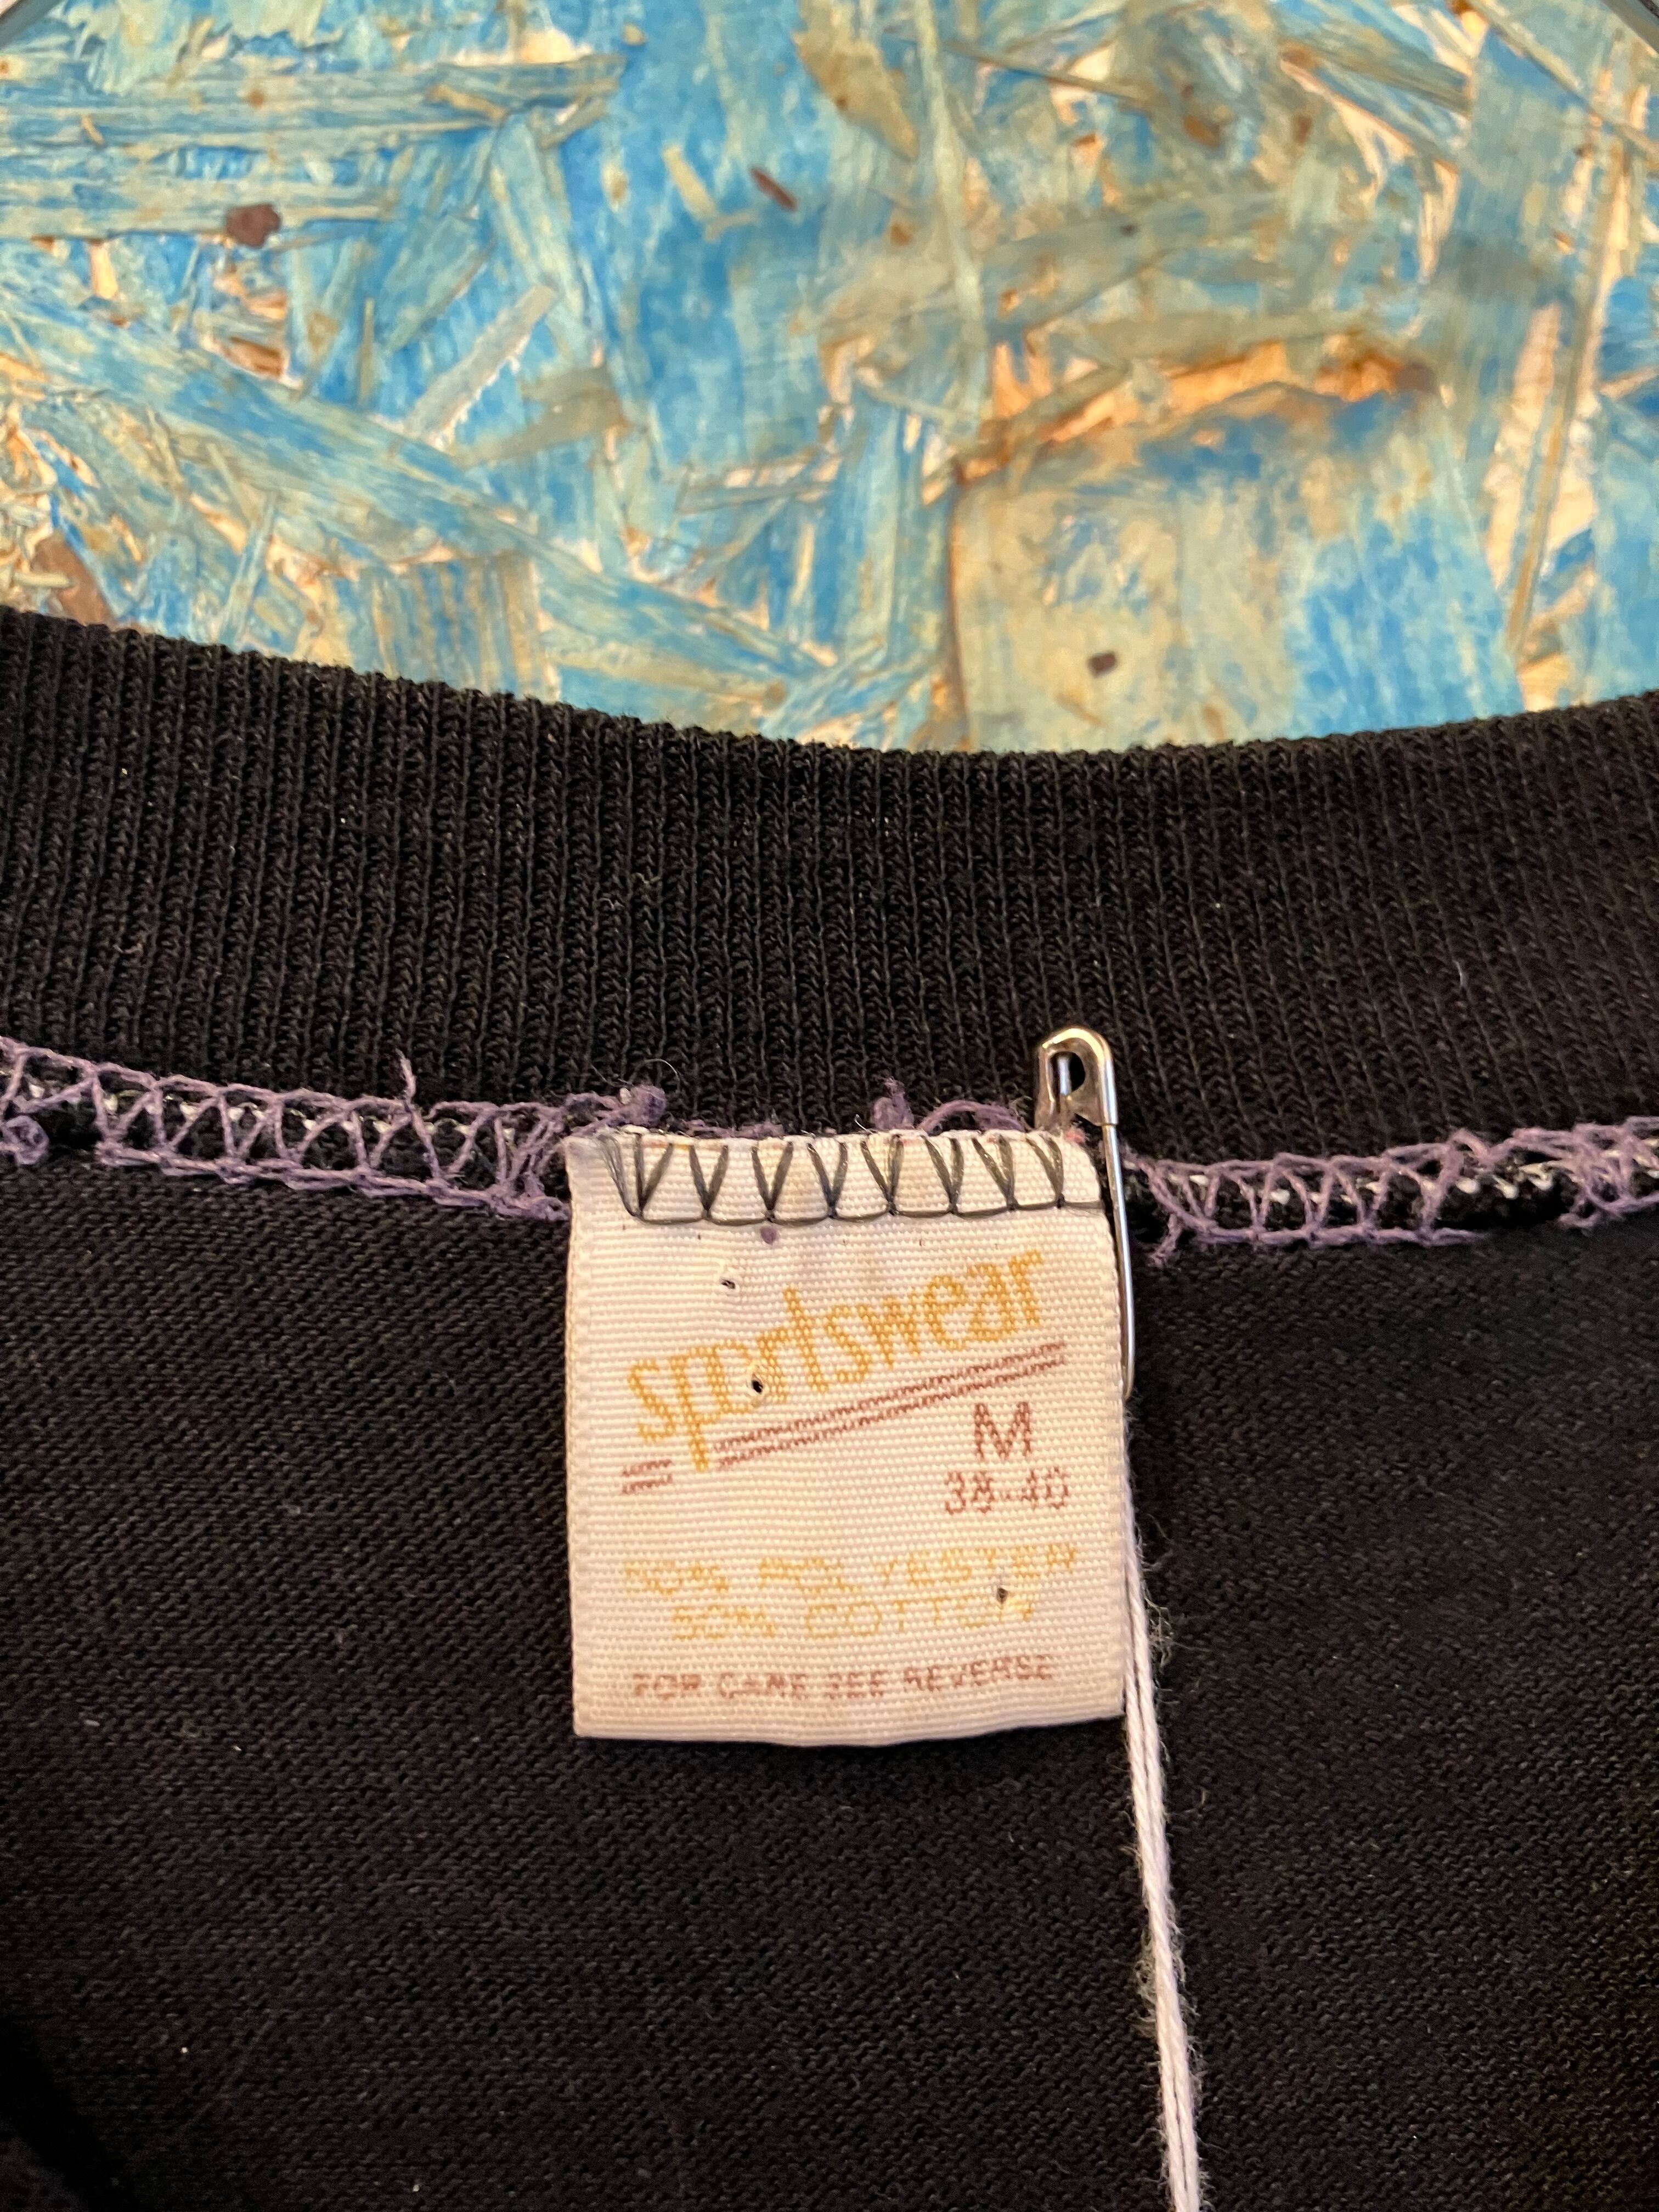 sportswear
M
38-40
50% POLYESTER
50% COTTON
FOR CARE SEE REVERSE